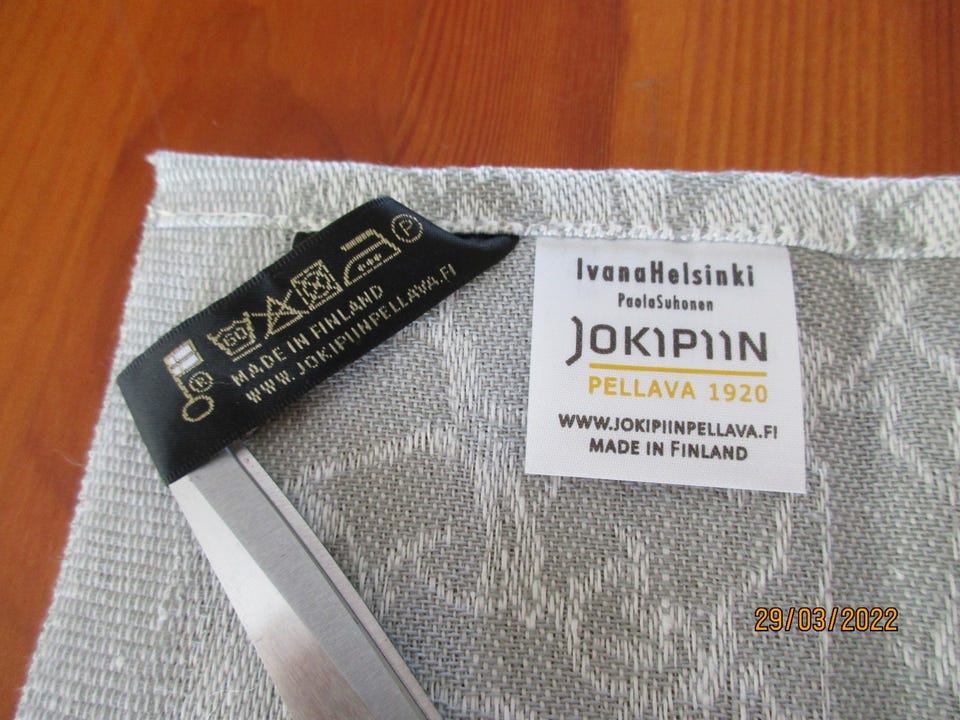 60
P
MADE IN FINLAND
WWW.JOKIPIINPELLAVA.FI
®
IvanaHelsinki
PaolaSuhonen
JOKIPIIN
PELLAVA 1920
WWW.JOKIPIINPELLAVA.FI
MADE IN FINLAND
29/03/2022